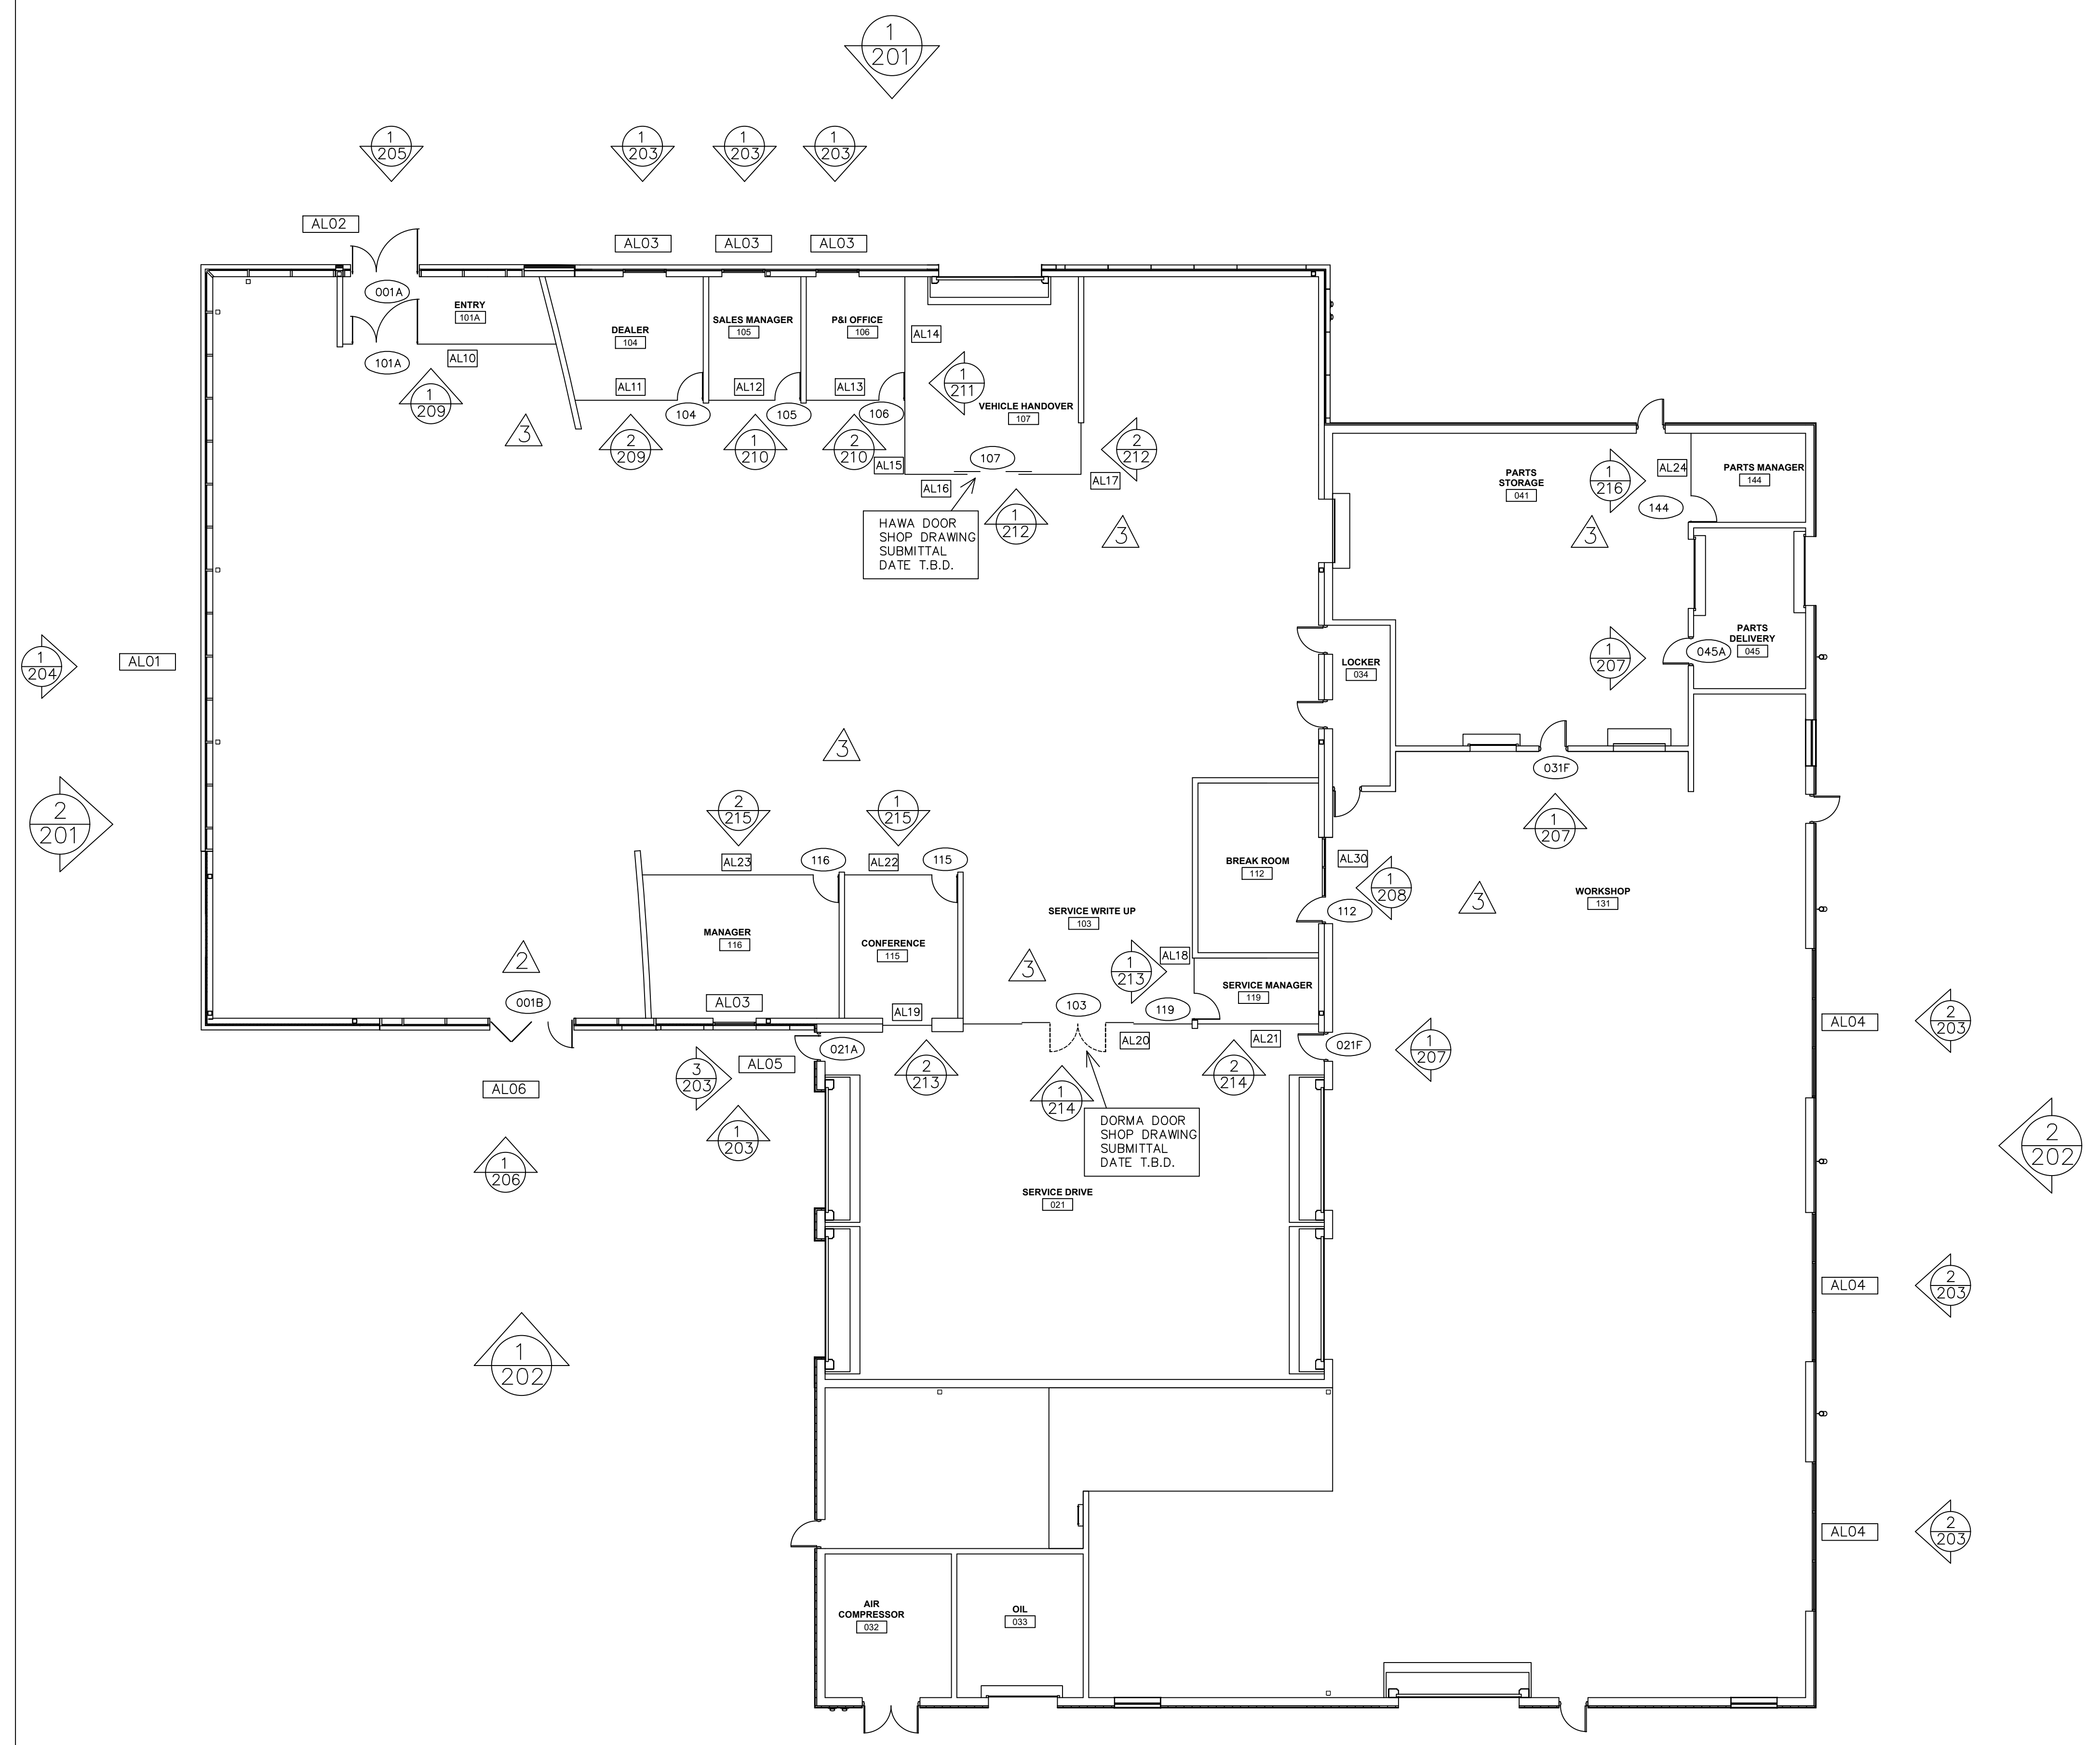 1
201
1
205
1
203
1
203
1
203
AL02
AL03
AL03
AL03
001A
ENTRY
101A
DEALER
104
SALES MANAGER
105
P&I OFFICE
106
AL14
101A
AL10
1
209
AL11
AL12
AL13
1
211
VEHICLE HANDOVER
107
104
105
106
3
2
209
1
210
2
210
AL15
107
2
212
AL16
AL17
1
212
HAWA DOOR
SHOP DRAWING
SUBMITTAL
DATE T.B.D.
3
PARTS
STORAGE
041
1
216
AL24
PARTS MANAGER
144
144
3
1
204
AL01
LOCKER
034
1
207
045A
PARTS
DELIVERY
045
3
031F
2
201
2
215
1
215
1
207
AL23
116
AL22
115
BREAK ROOM
112
AL30
1
208
3
WORKSHOP
131
112
SERVICE WRITE UP
103
MANAGER
116
CONFERENCE
115
2
3
1
213
AL18
SERVICE MANAGER
119
001B
AL03
AL19
103
119
021A
AL20
AL21
021F
1
207
AL04
2
203
3
203
AL05
2
213
2
214
AL06
1
214
1
203
DORMA DOOR
SHOP DRAWING
SUBMITTAL
DATE T.B.D.
1
206
2
202
SERVICE DRIVE
021
AL04
2
203
1
202
AL04
2
203
AIR
COMPRESSOR
032
OIL
033